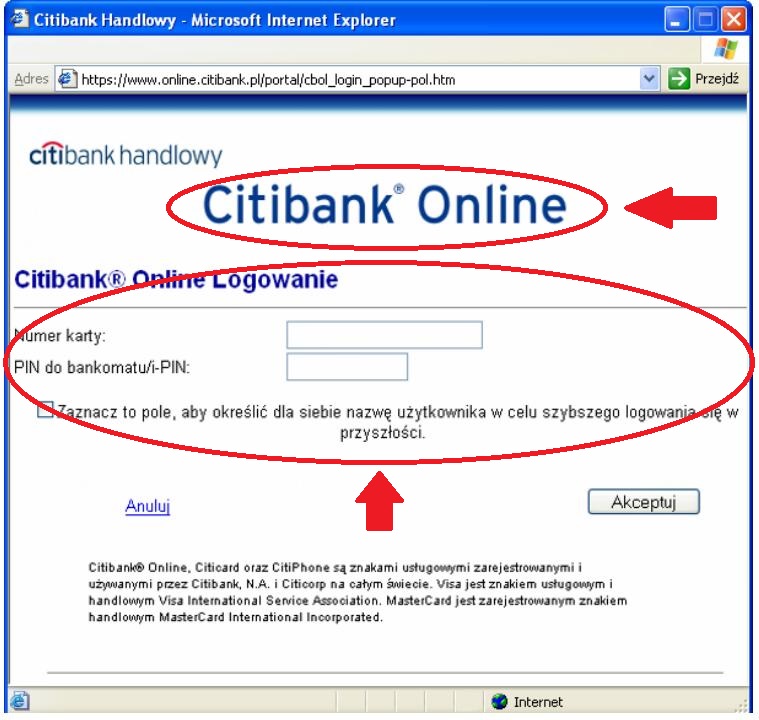 Citibank Handlowy - Microsoft Internet Explorer
Adres https://www.online.citibank.pl/portal/cbol_login_popup-pol.htm Przejdź
citibank handlowy
Citibank® Online
Citibank® Online Logowanie
Numer karty:
PIN do bankomatu/i-PIN:
Zaznacz to pole, aby określić dla siebie nazwę użytkownika w celu szybszego logowania się w
przyszłości.
Anuluj Akceptuj
Citibank® Online, Citicard oraz CitiPhone są znakami usługowymi zarejestrowanymi i
używanymi przez Citibank, N.A. i Citicorp na całym świecie. Visa jest znakiem usługowym i
handlowym Visa International Service Association. MasterCard jest zarejestrowanym znakiem
handlowym MasterCard International Incorporated.
Internet